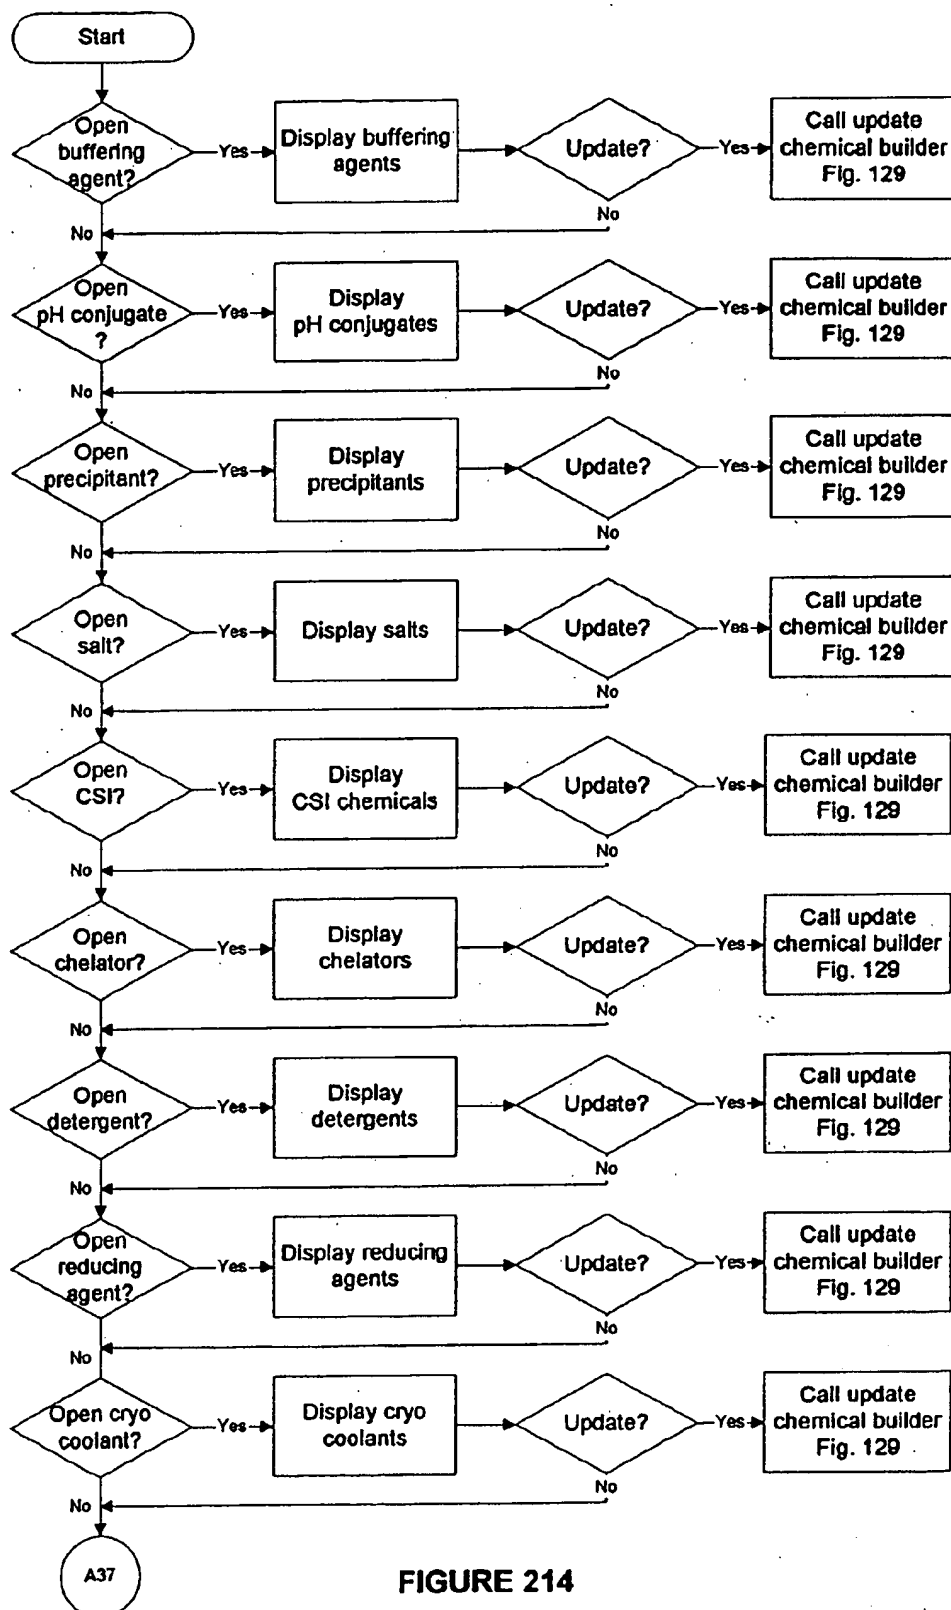 Start
Open
buffering
agent?
Yes
Display buffering
agents
Update?
Yes
Call update
chemical builder
Fig. 129
No
No
Open
pH conjugate
?
Yes
Display
pH conjugates
Update?
Yes
Call update
chemical builder
Fig. 129
No
No
Open
precipitant?
Yes
Display
precipitants
Update?
Yes
Call update
chemical builder
Fig. 129
No
No
Open
salt?
Yes
Display salts
Update?
Yes
Call update
chemical builder
Fig. 129
No
No
Open
CSI?
Yes
Display
CSI chemicals
Update?
Yes
Call update
chemical builder
Fig. 129
No
No
Open
chelator?
Yes
Display
chelators
Update?
Yes
Call update
chemical builder
Fig. 129
No
No
Open
detergent?
Yes
Display
detergents
Update?
Yes
Call update
chemical builder
Fig. 129
No
No
Open
reducing
agent?
Yes
Display reducing
agents
Update?
Yes
Call update
chemical builder
Fig. 129
No
No
Open cryo
coolant?
Yes
Display cryo
coolants
Update?
Yes
Call update
chemical builder
Fig. 129
No
No
A37
FIGURE 214